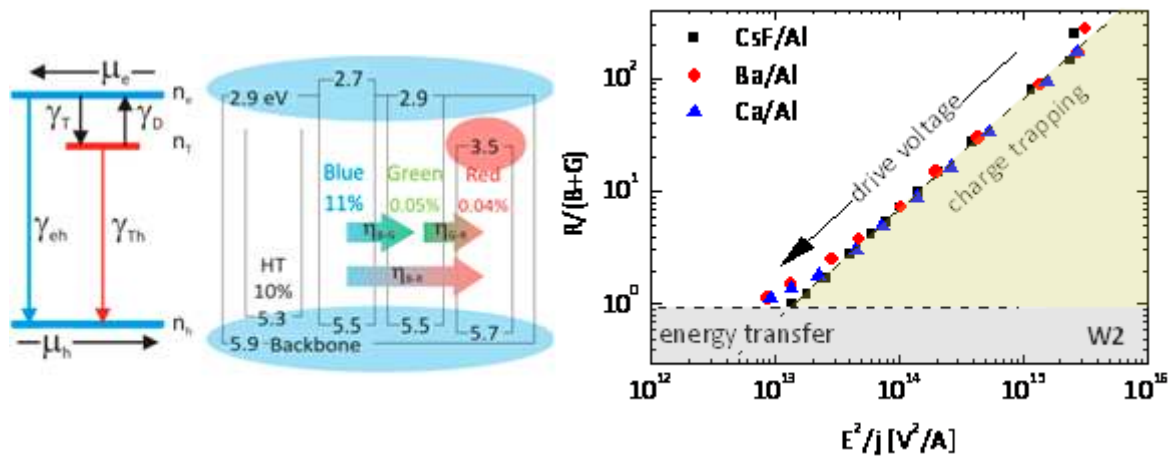 μe
ne
γT
γD
nT
γeh
γTh
nh
μh
2.7
2.9 eV
2.9
3.5
Blue
Green
Red
11%
0.05%
0.04%
ηB-G
ηG-R
HT
ηB-R
10%
5.3
5.5
5.5
5.7
5.9
Backbone
R/(B+G)
10²
10¹
10⁰
CsF/Al
Ba/Al
Ca/Al
drive voltage
charge trapping
energy transfer
W2
10¹²
10¹³
10¹⁴
10¹⁵
10¹⁶
E²/j [V²/A]